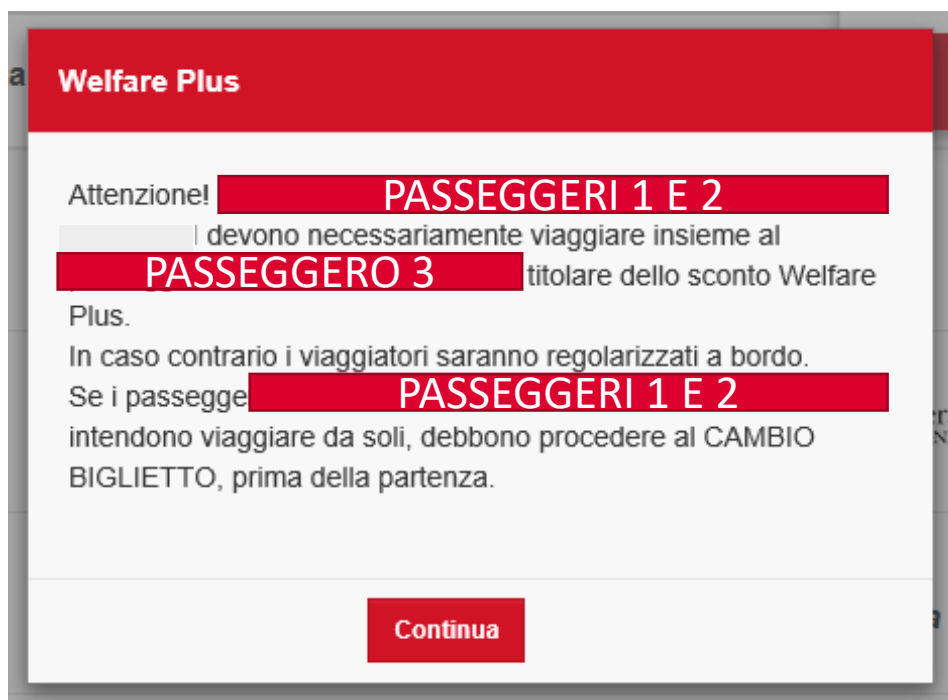 Welfare Plus
Attenzione! PASSEGGERI 1 E 2
devono necessariamente viaggiare insieme al
PASSEGGERO 3 titolare dello sconto Welfare
Plus.
In caso contrario i viaggiatori saranno regolarizzati a bordo.
Se i passegge PASSEGGERI 1 E 2
intendono viaggiare da soli, debbono procedere al CAMBIO
BIGLIETTO, prima della partenza.
Continua